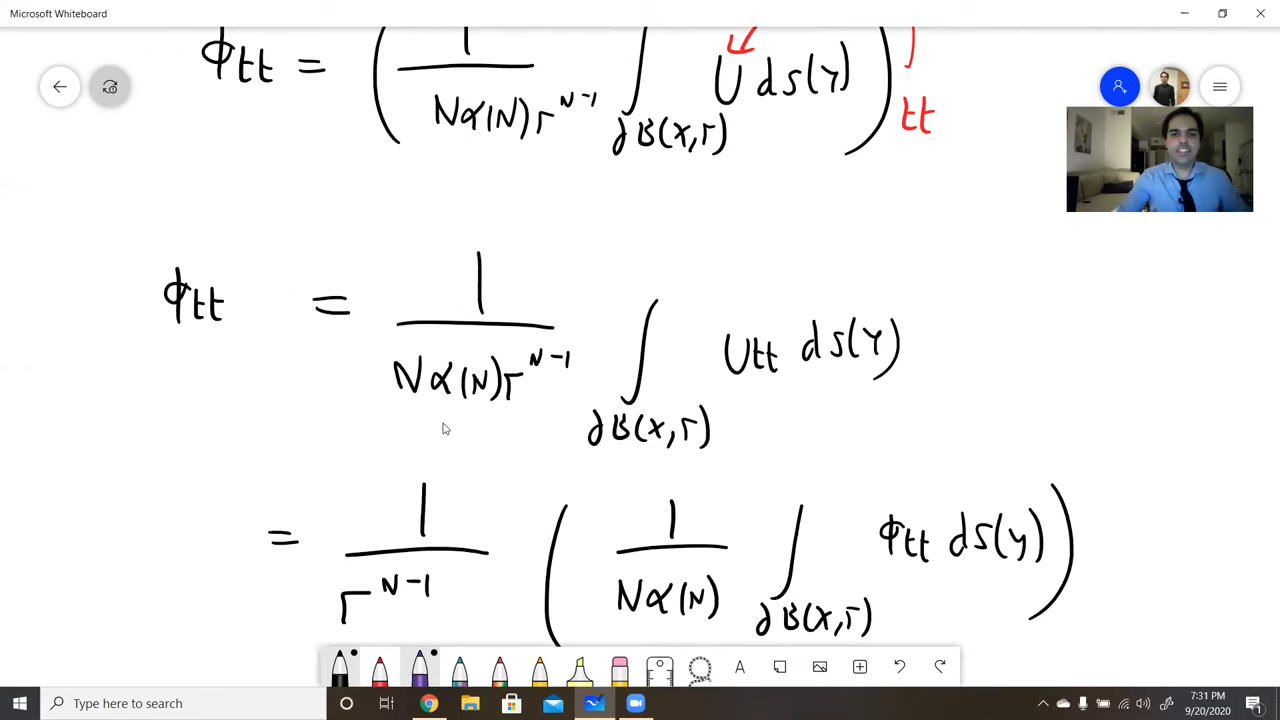 Microsoft Whiteboard
ϕtt = ( 1 / Nα(N)r^(N-1) ∫∂B(x,r) U dS(y) )tt
ϕtt = 1 / Nα(N)r^(N-1) ∫∂B(x,r) Utt dS(y)
= 1 / r^(N-1) ( 1 / Nα(N) ∫∂B(x,r) ϕtt dS(y) )
A
Type here to search
7:31 PM
9/20/2020
1